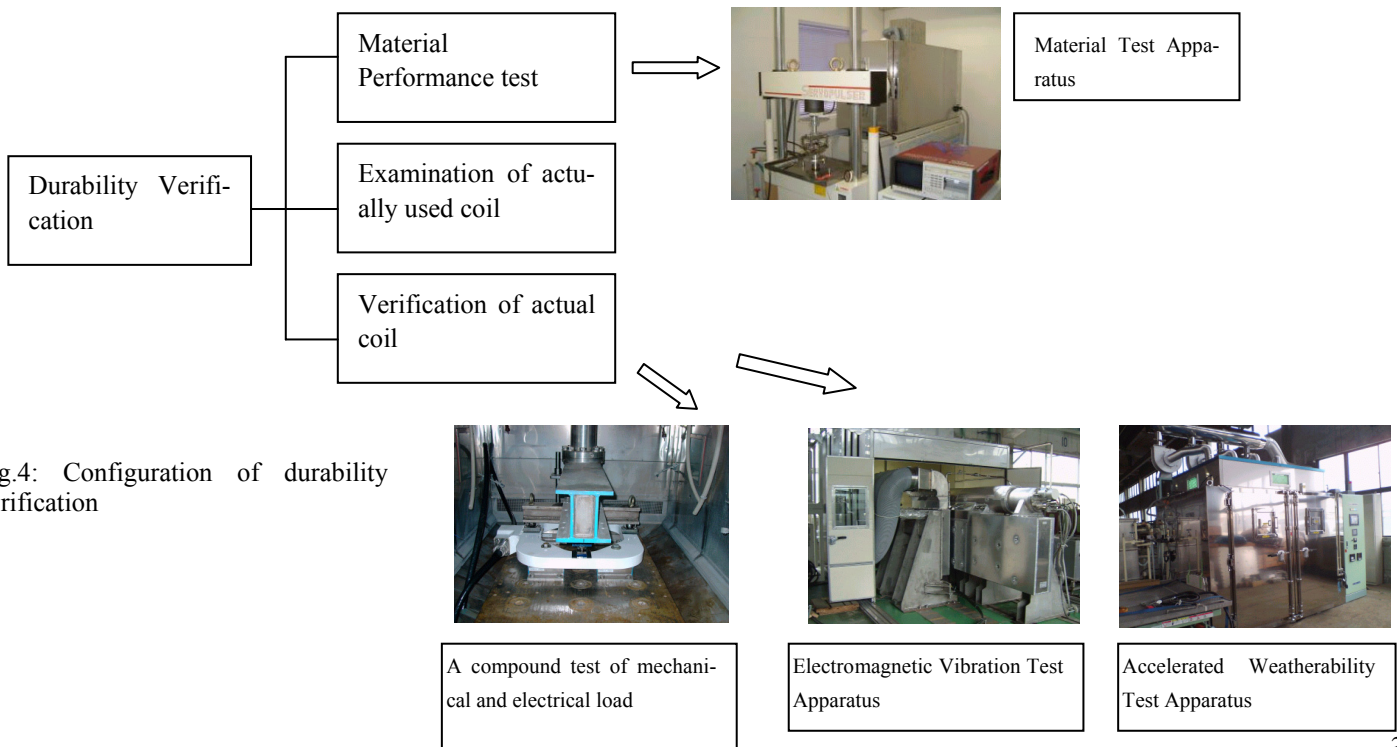 Material
Performance test
Material Test Appa-
ratus
Durability Verifi-
cation
Examination of actu-
ally used coil
Verification of actual
coil
g.4: Configuration of durability
rification
A compound test of mechani-
cal and electrical load
Electromagnetic Vibration Test
Apparatus
Accelerated Weatherability
Test Apparatus